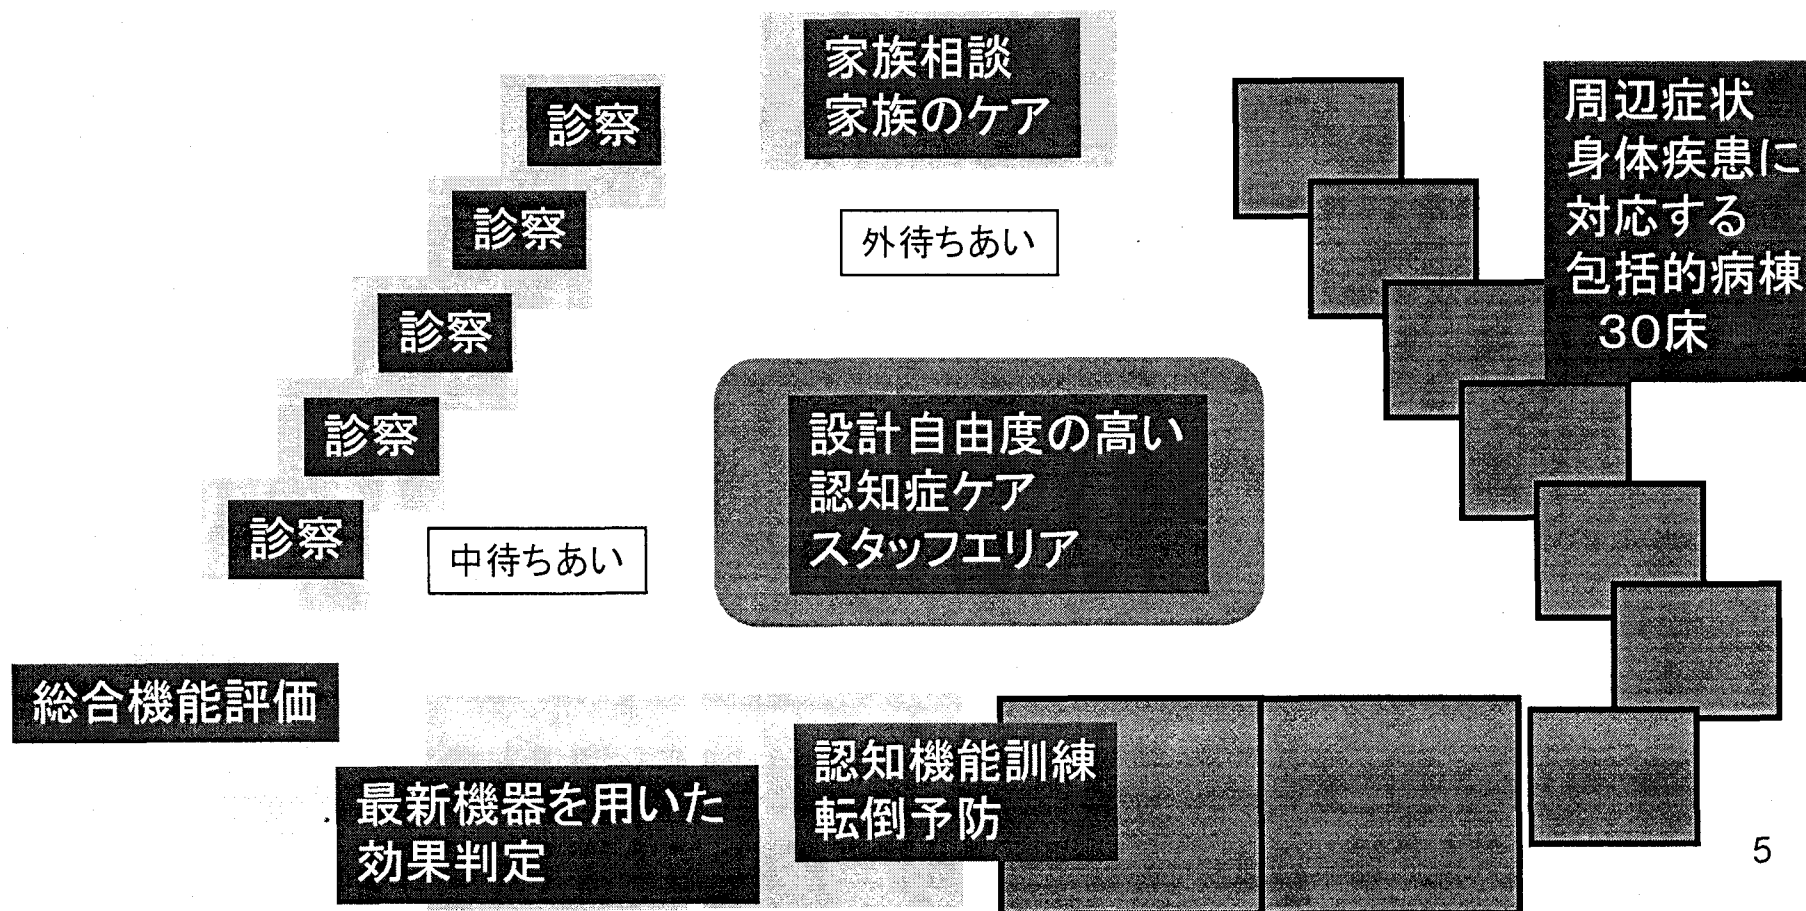 家族相談
家族のケア
診察
診察
診察
診察
診察
外待ちあい
中待ちあい
周辺症状
身体疾患に
対応する
包括的病棟
30床
設計自由度の高い
認知症ケア
スタッフエリア
総合機能評価
最新機器を用いた
効果判定
認知機能訓練
転倒予防
5